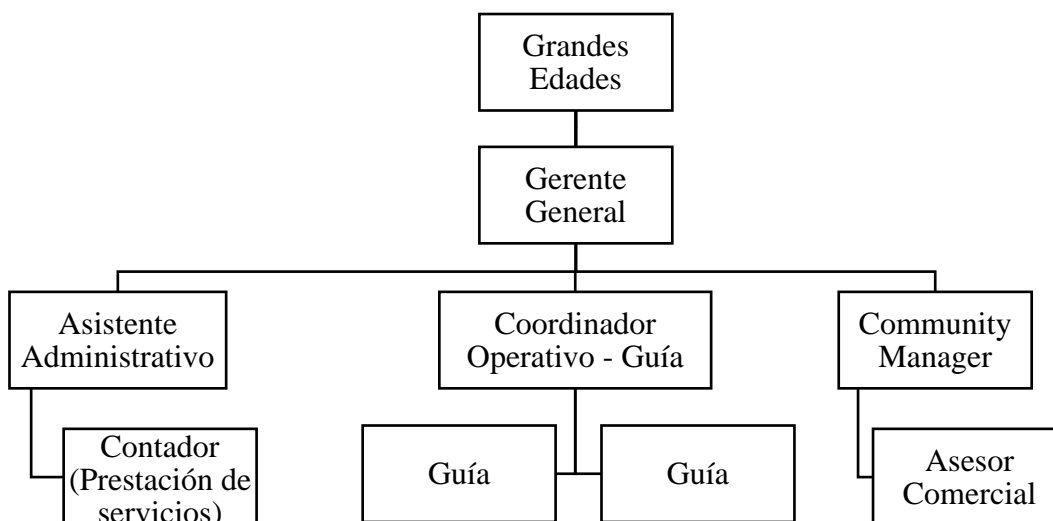 Grandes
Edades
Gerente
General
Asistente
Administrativo
Coordinador
Operativo - Guía
Community
Manager
Contador
(Prestación de
servicios)
Guía
Guía
Asesor
Comercial